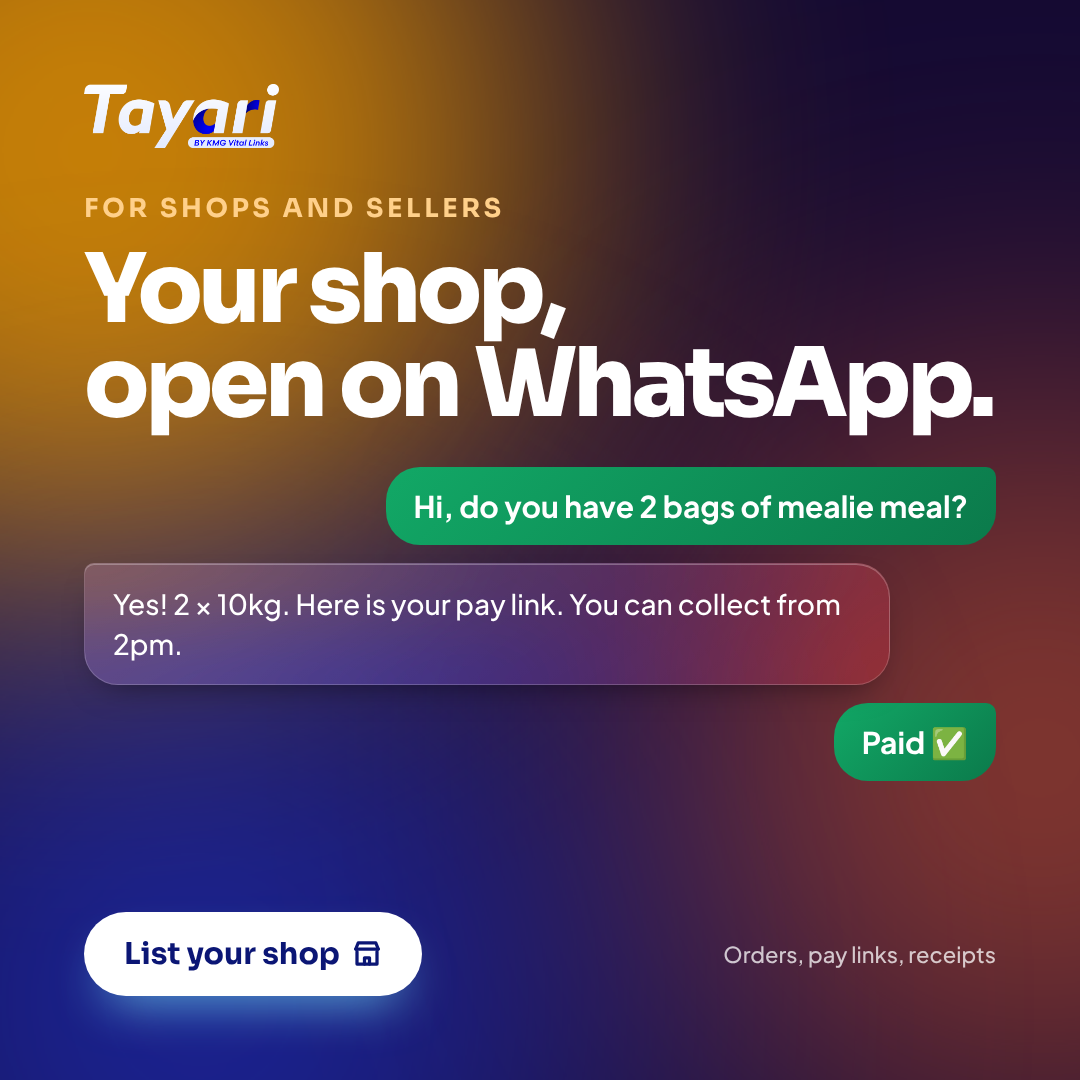 Tayari
BY KMG Vital Links
FOR SHOPS AND SELLERS
Your shop,
open on WhatsApp.
Hi, do you have 2 bags of mealie meal?
Yes! 2 × 10kg. Here is your pay link. You can collect from
2pm.
Paid ✅
List your shop
Orders, pay links, receipts